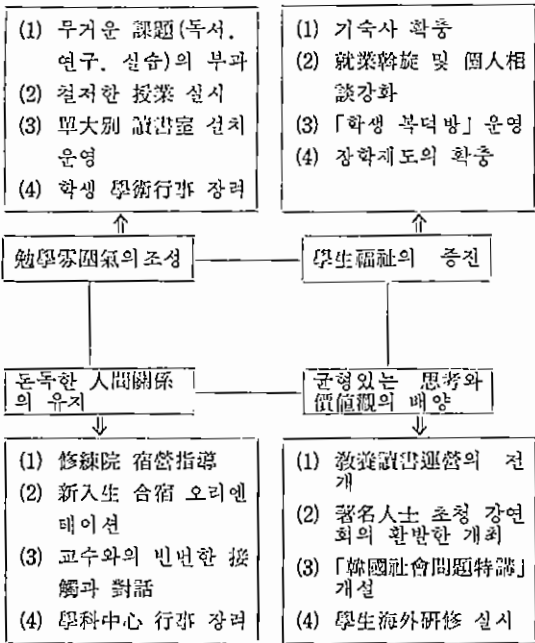 (1) 무거운 課題(독서.
연구. 실습)의 부과
(2) 철저한 授業 실시
(3) 單大別 讀書室 설치
운영
(4) 학생 學術行事 장려
(1) 기숙사 확충
(2) 就業斡旋 및 個人相
談강화
(3) 「학생 복덕방」 운영
(4) 장학제도의 확충
勉學雰圍氣의 조성
學生福祉의 증진
돈독한 人間關係
의 유지
균형있는 思考와
價値觀의 배양
(1) 修練院 宿營指導
(2) 新入生 合宿 오리엔
테이션
(3) 교수와의 빈번한 接
觸과 對話
(4) 學科中心 行事 장려
(1) 敎養讀書運營의 전
개
(2) 著名人士 초청 강연
회의 활발한 개최
(3) 「韓國社會問題特講」
개설
(4) 學生海外硏修 실시